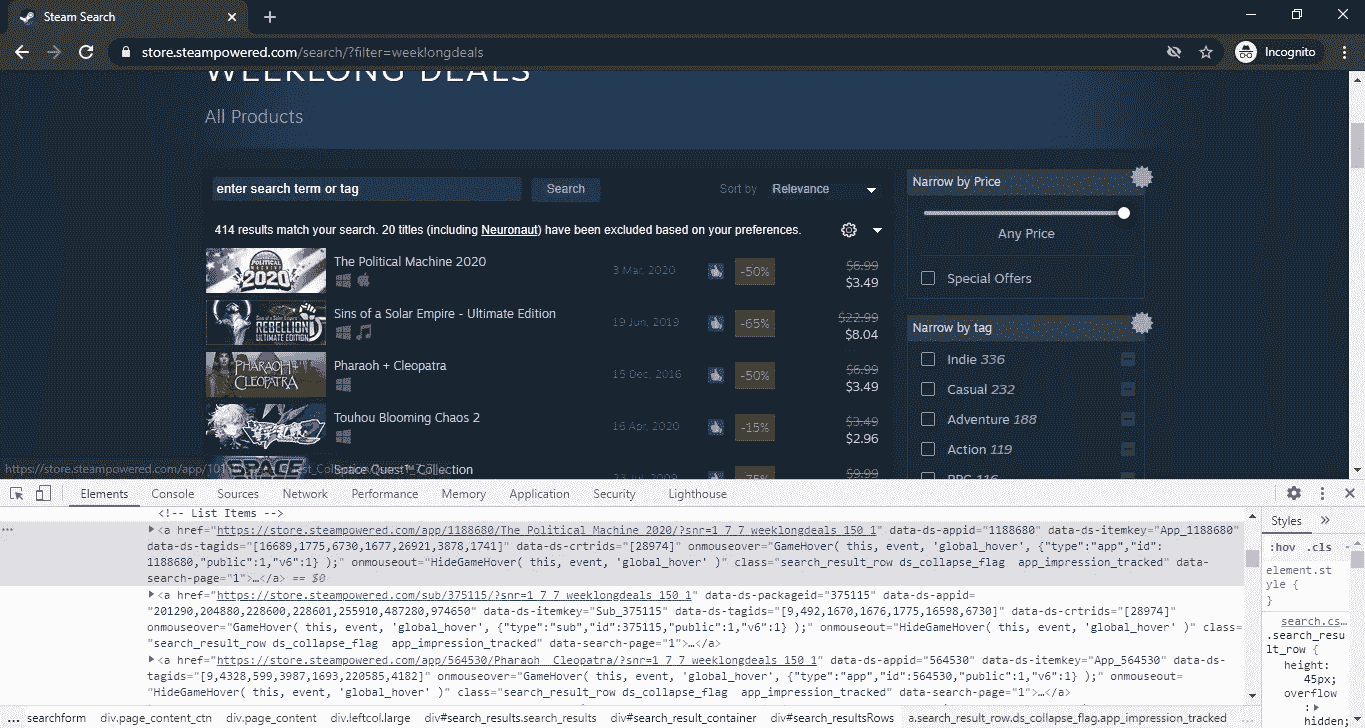 Steam Search
store.steampowered.com/search/?filter=weeklongdeals
Incognito
WEEKLONG DEALS
All Products
enter search term or tag
Search
Sort by Relevance
414 results match your search. 20 titles (including Neuronaut) have been excluded based on your preferences.
POLITICAL
MACHINE
2020
The Political Machine 2020
3 Mar, 2020
-50%
$6.99
$3.49
Sins of a Solar Empire
REBELLION
ULTIMATE EDITION
Sins of a Solar Empire - Ultimate Edition
19 Jun, 2019
-65%
$22.99
$8.04
PHARAOH
CLEOPATRA
Pharaoh + Cleopatra
15 Dec, 2016
-50%
$6.99
$3.49
Touhou Blooming Chaos 2
16 Apr, 2020
-15%
$3.49
$2.96
SPACE
Space Quest™ Collection
-75%
$9.99
Narrow by Price
Any Price
Special Offers
Narrow by tag
Indie 336
Casual 232
Adventure 188
Action 119
RPG 116
Elements
Console
Sources
Network
Performance
Memory
Application
Security
Lighthouse
<!-- List Items -->
<a href="https://store.steampowered.com/app/1188680/The_Political_Machine_2020/?snr=1_7_7_weeklongdeals_150_1" data-ds-appid="1188680" data-ds-itemkey="App_1188680"
data-ds-tagids="[16689,1775,6730,1677,26921,3878,1741]" data-ds-crtrids="[28974]" onmouseover="GameHover( this, event, 'global_hover', {"type":"app","id":
1188680,"public":1,"v6":1} );" onmouseout="HideGameHover( this, event, 'global_hover' )" class="search_result_row ds_collapse_flag  app_impression_tracked" data-
search-page="1">…</a> == $0
<a href="https://store.steampowered.com/sub/375115/?snr=1_7_7_weeklongdeals_150_1" data-ds-packageid="375115" data-ds-appid=
"201290,204880,228600,228601,255910,487280,974650" data-ds-itemkey="Sub_375115" data-ds-tagids="[9,492,1670,1676,1775,16598,6730]" data-ds-crtrids="[28974]"
onmouseover="GameHover( this, event, 'global_hover', {"type":"sub","id":375115,"public":1,"v6":1} );" onmouseout="HideGameHover( this, event, 'global_hover' )" class=
"search_result_row ds_collapse_flag  app_impression_tracked" data-search-page="1">…</a>
<a href="https://store.steampowered.com/app/564530/Pharaoh__Cleopatra/?snr=1_7_7_weeklongdeals_150_1" data-ds-appid="564530" data-ds-itemkey="App_564530" data-ds-
tagids="[9,4328,599,3987,1693,220585,4182]" onmouseover="GameHover( this, event, 'global_hover', {"type":"app","id":564530,"public":1,"v6":1} );" onmouseout=
"HideGameHover( this, event, 'global_hover' )" class="search_result_row ds_collapse_flag  app_impression_tracked" data-search-page="1">…</a>
Styles
:hov .cls
element.st
yle {
}
search.cs…
.search_resu
lt_row {
height:
45px;
overflow
:
hidden;
… searchform div.page_content_ctn div.page_content div.leftcol.large div#search_results.search_results div#search_result_container div#search_resultsRows a.search_result_row.ds_collapse_flag.app_impression_tracked …